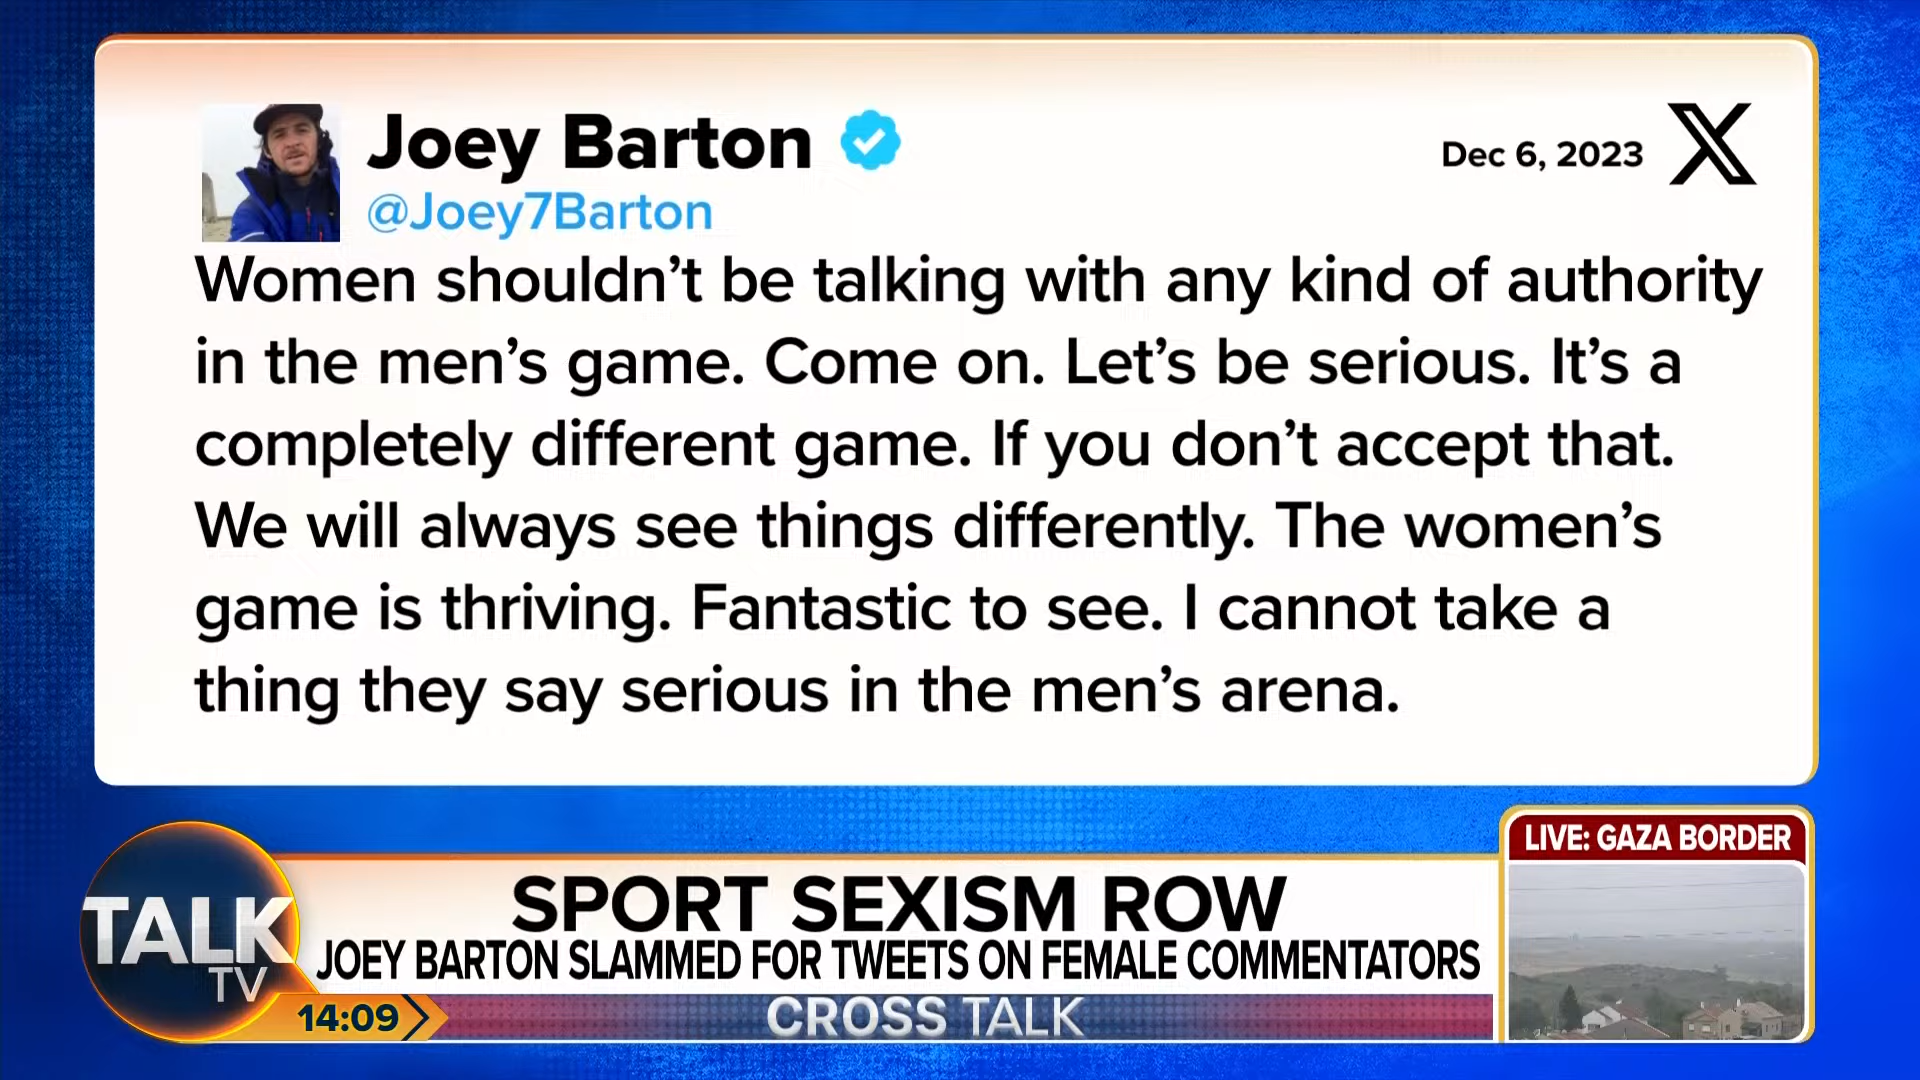 Joey Barton
@Joey7Barton
Dec 6, 2023
Women shouldn’t be talking with any kind of authority
in the men’s game. Come on. Let’s be serious. It’s a
completely different game. If you don’t accept that.
We will always see things differently. The women’s
game is thriving. Fantastic to see. I cannot take a
thing they say serious in the men’s arena.
LIVE: GAZA BORDER
TALK
TV
SPORT SEXISM ROW
JOEY BARTON SLAMMED FOR TWEETS ON FEMALE COMMENTATORS
14:09
CROSS TALK